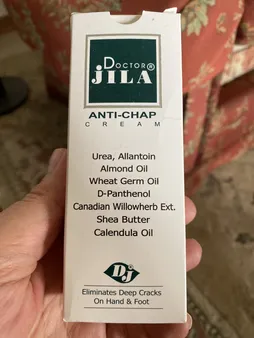 DOCTOR®
JILA
ANTI-CHAP
CREAM
Urea, Allantoin
Almond Oil
Wheat Germ Oil
D-Panthenol
Canadian Willowherb Ext.
Shea Butter
Calendula Oil
Dj
Eliminates Deep Cracks
On Hand & Foot